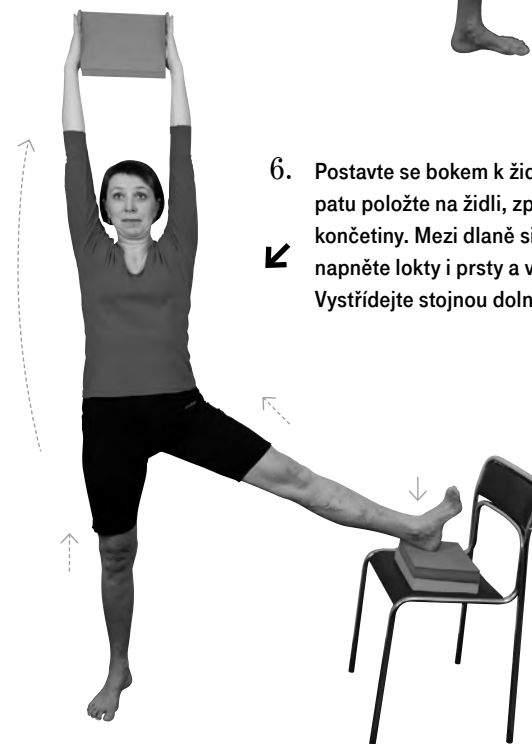 6. Postavte se bokem k žid
patu položte na židli, zp
končetiny. Mezi dlaně si
napněte lokty i prsty a v
Vystřídejte stojnou doln